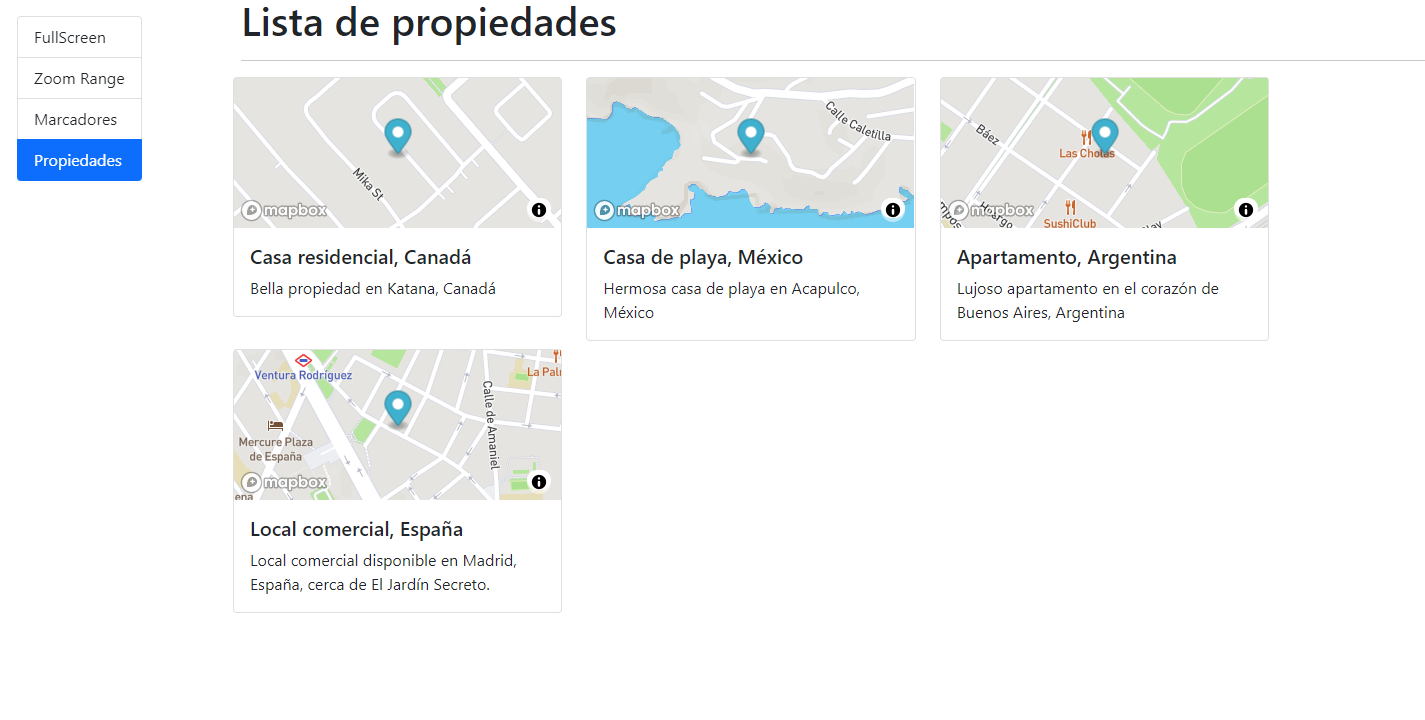 FullScreen
Zoom Range
Marcadores
Propiedades
Lista de propiedades
Mika St
mapbox
Casa residencial, Canadá
Bella propiedad en Katana, Canadá
Calle Caletilla
mapbox
Casa de playa, México
Hermosa casa de playa en Acapulco,
México
Báez
Las Cholas
mapbox
SushiClub
Apartamento, Argentina
Lujoso apartamento en el corazón de
Buenos Aires, Argentina
Ventura Rodríguez
Calle de Amaniel
Mercure Plaza
de España
mapbox
Local comercial, España
Local comercial disponible en Madrid,
España, cerca de El Jardín Secreto.